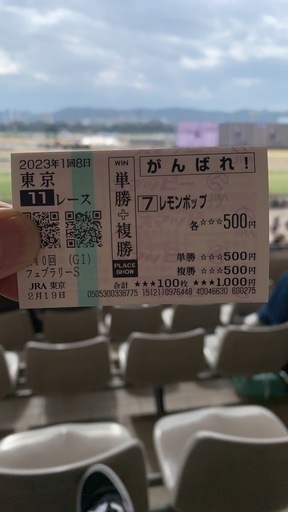 2023年1回8日
東京
11レース
WIN
単勝+複勝
PLACE SHOW
がんばれ!
7 レモンポップ
各☆☆☆500円
(GI)
フェブラリーS
JRA 東京
2月19日
単勝 ☆☆☆500円
複勝 ☆☆☆500円
合計 ★★★100枚 ★★★1,000円
0505300338775 1512110976448 40046630 600275